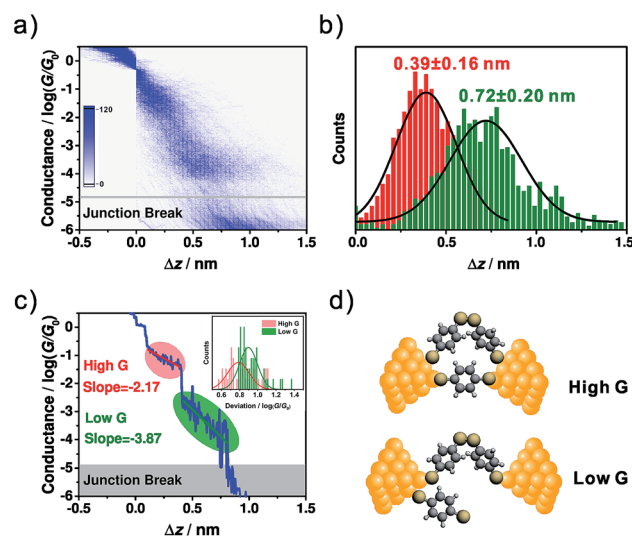 a)
Conductance / log(G/G₀)
1
0
-1
-2
-3
-4
-5
-6
120
0
Junction Break
-0.5 0.0 0.5 1.0 1.5
Δz / nm
b)
0.39±0.16 nm
0.72±0.20 nm
Counts
0.0 0.5 1.0 1.5
Δz / nm
c)
Conductance / log(G/G₀)
1
0
-1
-2
-3
-4
-5
-6
High G
Slope=-2.17
Low G
Slope=-3.87
Junction Break
-0.5 0.0 0.5 1.0 1.5
Δz / nm
High G
Low G
Counts
0.6 0.8 1.0 1.2 1.4
Deviation / log(G/G₀)
d)
High G
Low G